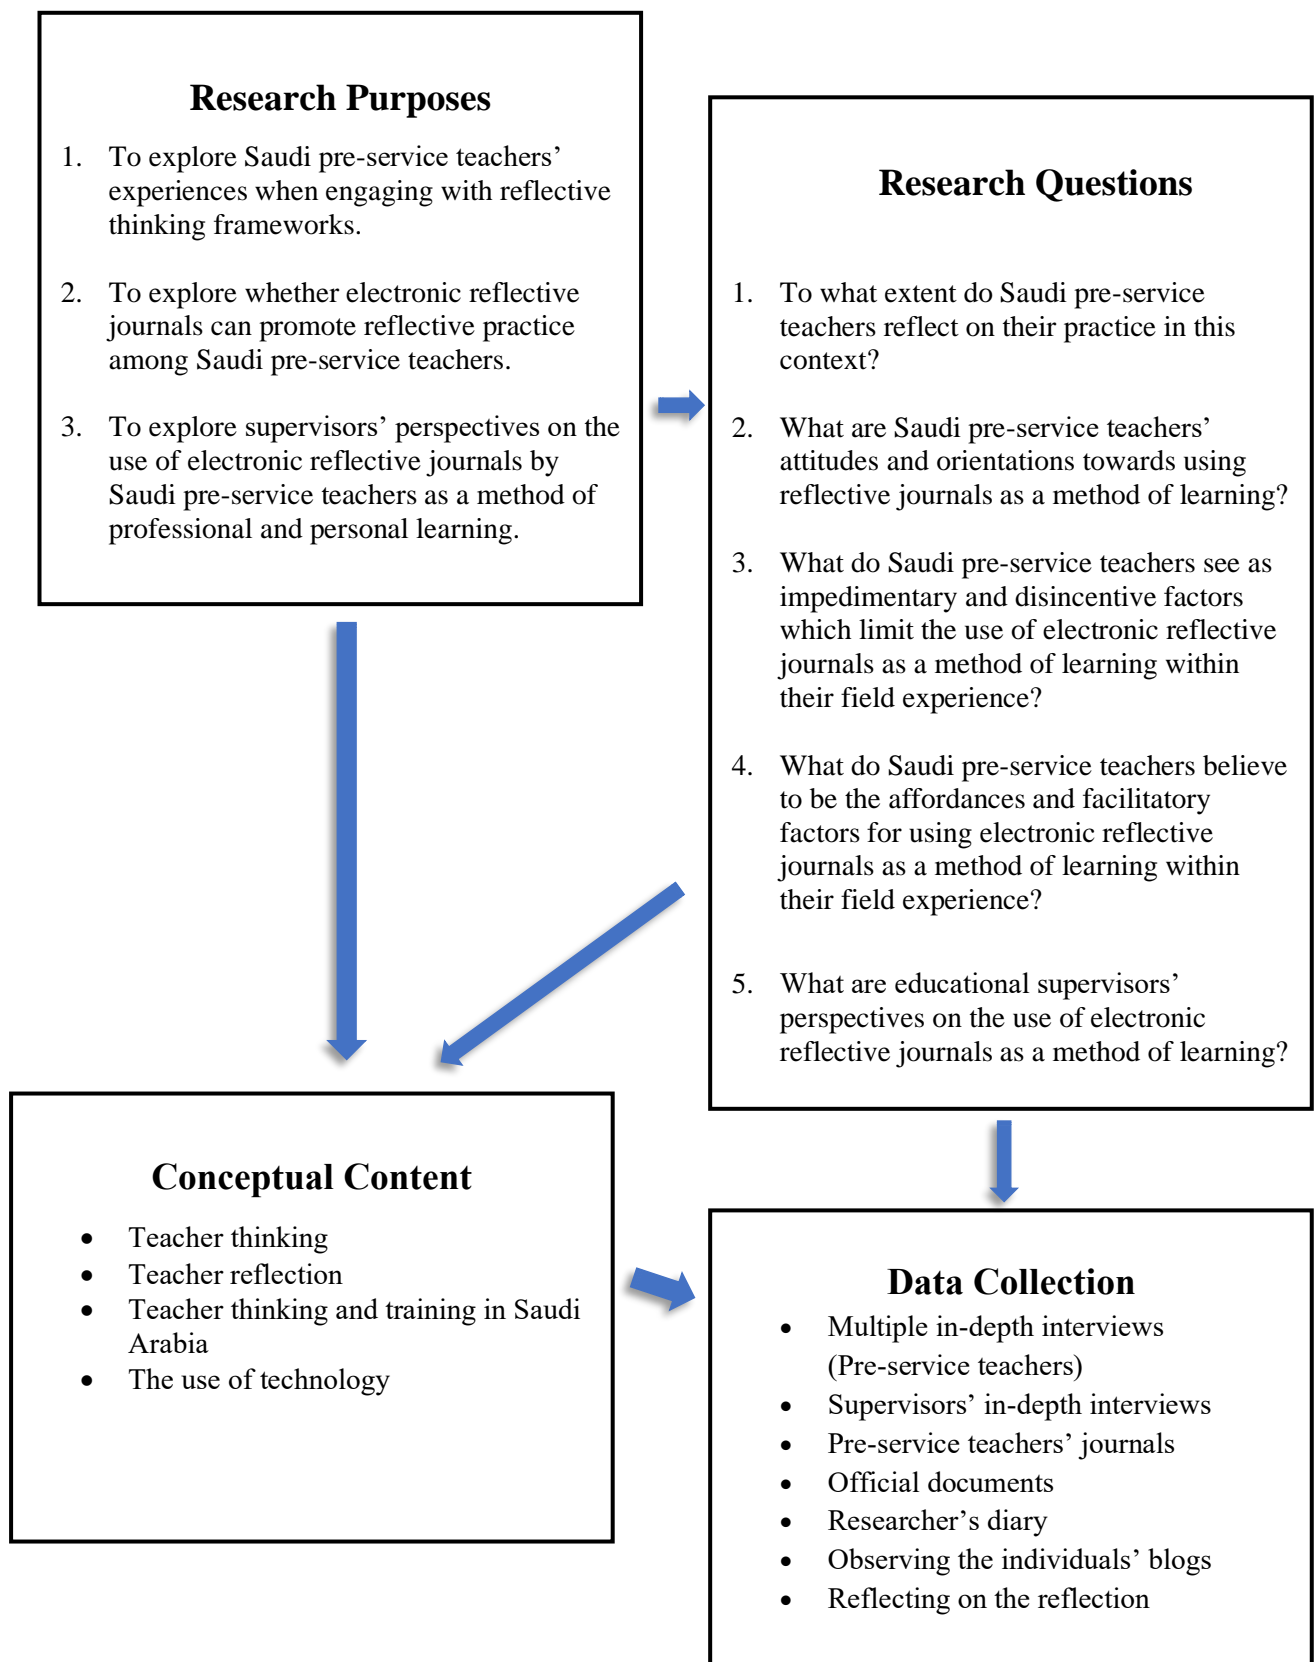 Research Purposes
1. To explore Saudi pre-service teachers’
experiences when engaging with reflective
thinking frameworks.
2. To explore whether electronic reflective
journals can promote reflective practice
among Saudi pre-service teachers.
3. To explore supervisors’ perspectives on the
use of electronic reflective journals by
Saudi pre-service teachers as a method of
professional and personal learning.
Research Questions
1. To what extent do Saudi pre-service
teachers reflect on their practice in this
context?
2. What are Saudi pre-service teachers’
attitudes and orientations towards using
reflective journals as a method of learning?
3. What do Saudi pre-service teachers see as
impedimentary and disincentive factors
which limit the use of electronic reflective
journals as a method of learning within
their field experience?
4. What do Saudi pre-service teachers believe
to be the affordances and facilitatory
factors for using electronic reflective
journals as a method of learning within
their field experience?
5. What are educational supervisors’
perspectives on the use of electronic
reflective journals as a method of learning?
Conceptual Content
• Teacher thinking
• Teacher reflection
• Teacher thinking and training in Saudi
Arabia
• The use of technology
Data Collection
• Multiple in-depth interviews
(Pre-service teachers)
• Supervisors’ in-depth interviews
• Pre-service teachers’ journals
• Official documents
• Researcher’s diary
• Observing the individuals’ blogs
• Reflecting on the reflection